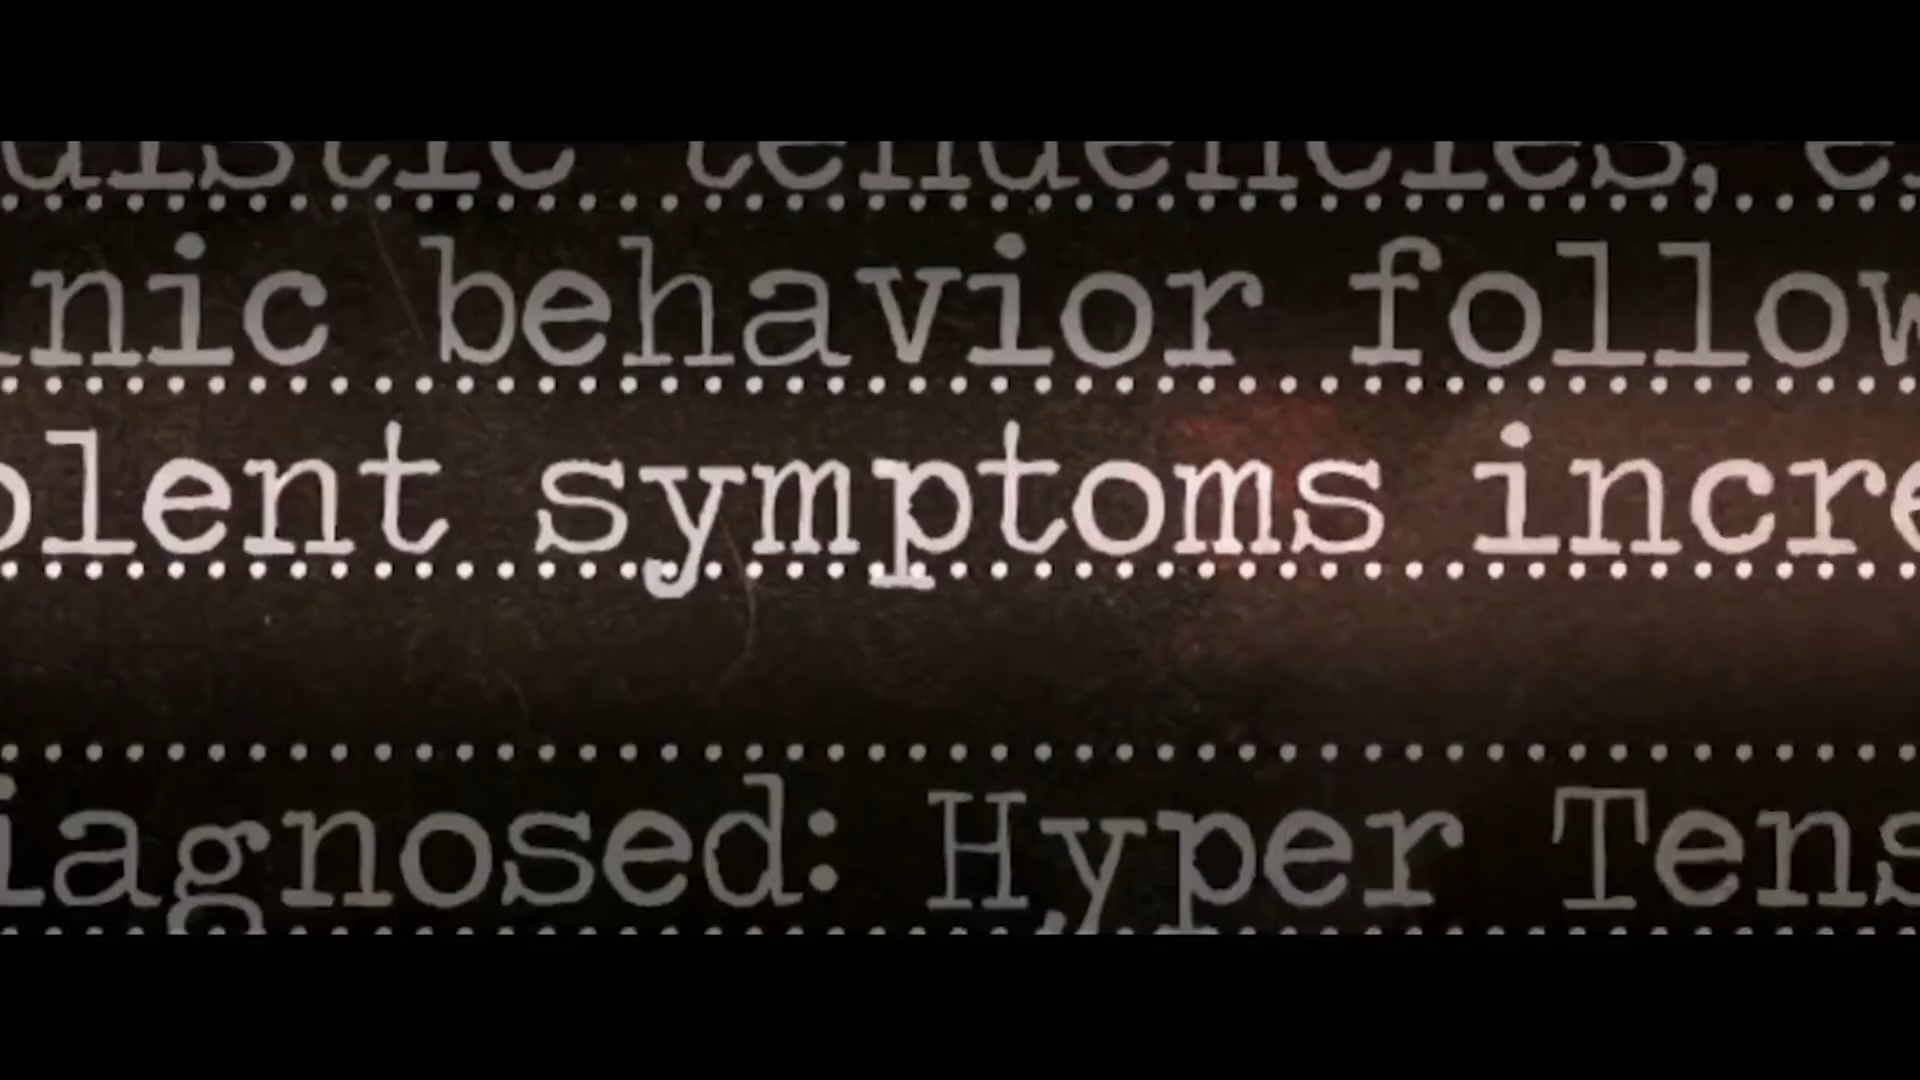 tendencies,
nic behavior follow
olent symptoms incre
iagnosed: Hyper Tens